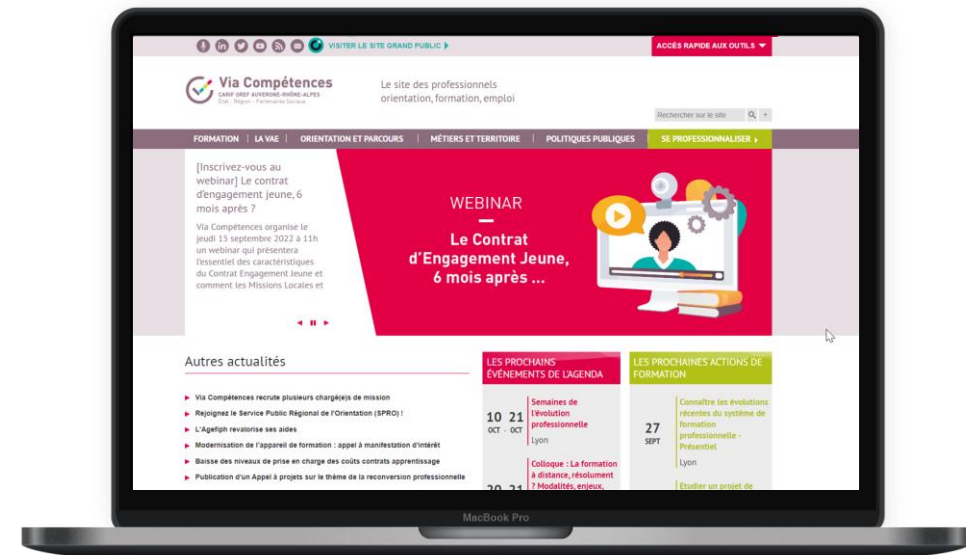 VISITER LE SITE GRAND PUBLIC
ACCÈS RAPIDE AUX OUTILS
Via Compétences
CARIF OREF AUVERGNE-RHÔNE-ALPES
État - Région - Partenaires Sociaux
Le site des professionnels
orientation, formation, emploi
Rechercher sur le site
FORMATION | LA VAE | ORIENTATION ET PARCOURS | MÉTIERS ET TERRITOIRE | POLITIQUES PUBLIQUES SE PROFESSIONNALISER
[Inscrivez-vous au
webinar] Le contrat
d'engagement jeune, 6
mois après ?
Via Compétences organise le
jeudi 15 septembre 2022 à 11h
un webinar qui présentera
l'essentiel des caractéristiques
du Contrat Engagement Jeune et
comment les Missions Locales et
WEBINAR
Le Contrat
d'Engagement Jeune,
6 mois après ...
Autres actualités
Via Compétences recrute plusieurs chargé(e)s de mission
Rejoignez le Service Public Régional de l'Orientation (SPRO) !
L'Agefiph revalorise ses aides
Modernisation de l'appareil de formation : appel à manifestation d'intérêt
Baisse des niveaux de prise en charge des coûts contrats apprentissage
Publication d'un Appel à projets sur le thème de la reconversion professionnelle
LES PROCHAINS
ÉVÉNEMENTS DE L'AGENDA
10 21
OCT - OCT
Semaines de
l'évolution
professionnelle
Lyon
20 21
Colloque : La formation
à distance, résolument
? Modalités, enjeux,
LES PROCHAINES ACTIONS DE
FORMATION
27
SEPT
Connaître les évolutions
récentes du système de
formation
professionnelle -
Présentiel
Lyon
Etudier un projet de
MacBook Pro